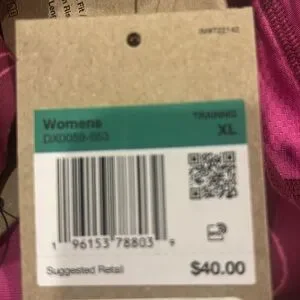 Womens
TRAINING
DX0059-653
XL
1 96153 78803 9
Suggested Retail
$40.00